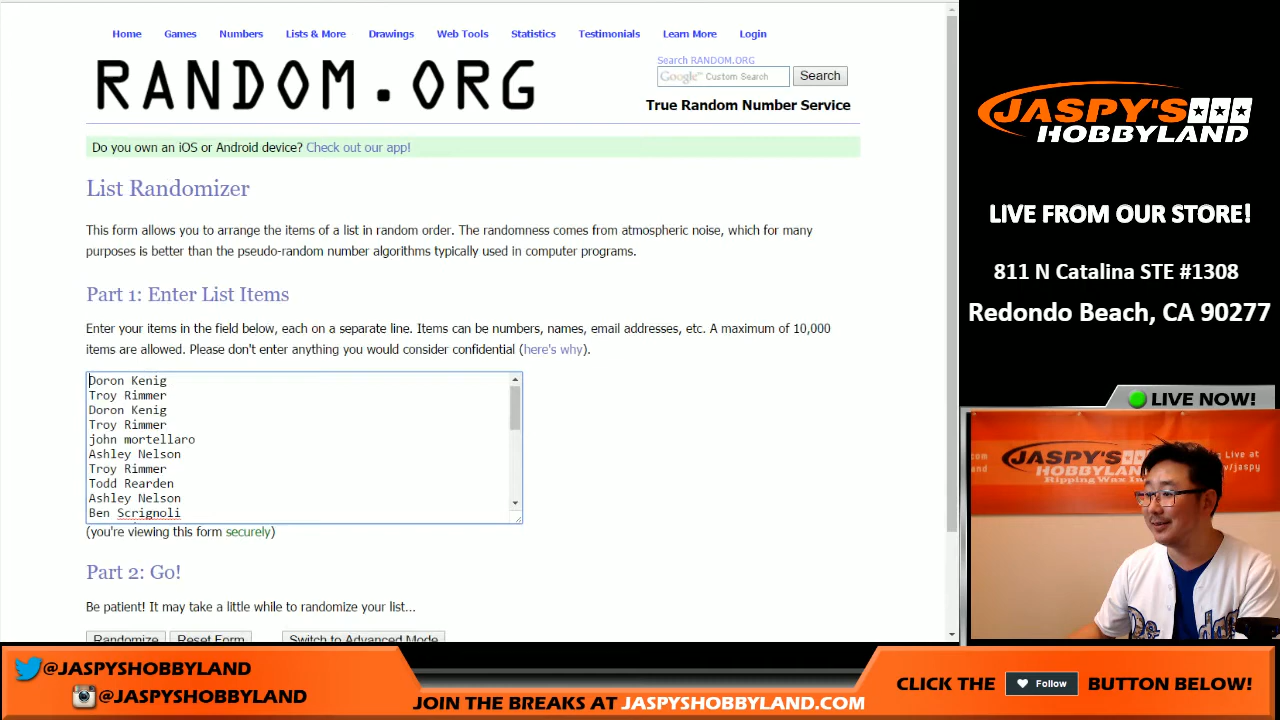 Home Games Numbers Lists & More Drawings Web Tools Statistics Testimonials Learn More Login
RANDOM.ORG
Search RANDOM.ORG
Google™ Custom Search Search
True Random Number Service
Do you own an iOS or Android device? Check out our app!
List Randomizer
This form allows you to arrange the items of a list in random order. The randomness comes from atmospheric noise, which for many
purposes is better than the pseudo-random number algorithms typically used in computer programs.
Part 1: Enter List Items
Enter your items in the field below, each on a separate line. Items can be numbers, names, email addresses, etc. A maximum of 10,000
items are allowed. Please don't enter anything you would consider confidential (here's why).
Doron Kenig
Troy Rimmer
Doron Kenig
Troy Rimmer
john mortellaro
Ashley Nelson
Troy Rimmer
Todd Rearden
Ashley Nelson
Ben Scrignoli
(you're viewing this form securely)
Part 2: Go!
Be patient! It may take a little while to randomize your list...
Randomize Reset Form Switch to Advanced Mode
JASPY'S
HOBBYLAND
LIVE FROM OUR STORE!
811 N Catalina STE #1308
Redondo Beach, CA 90277
LIVE NOW!
JASPY'S
HOBBYLAND
Ripping Wax
Live at
v/jaspy
.com
@JASPYSHOBBYLAND
@JASPYSHOBBYLAND
JOIN THE BREAKS AT JASPYSHOBBYLAND.COM
CLICK THE Follow BUTTON BELOW!